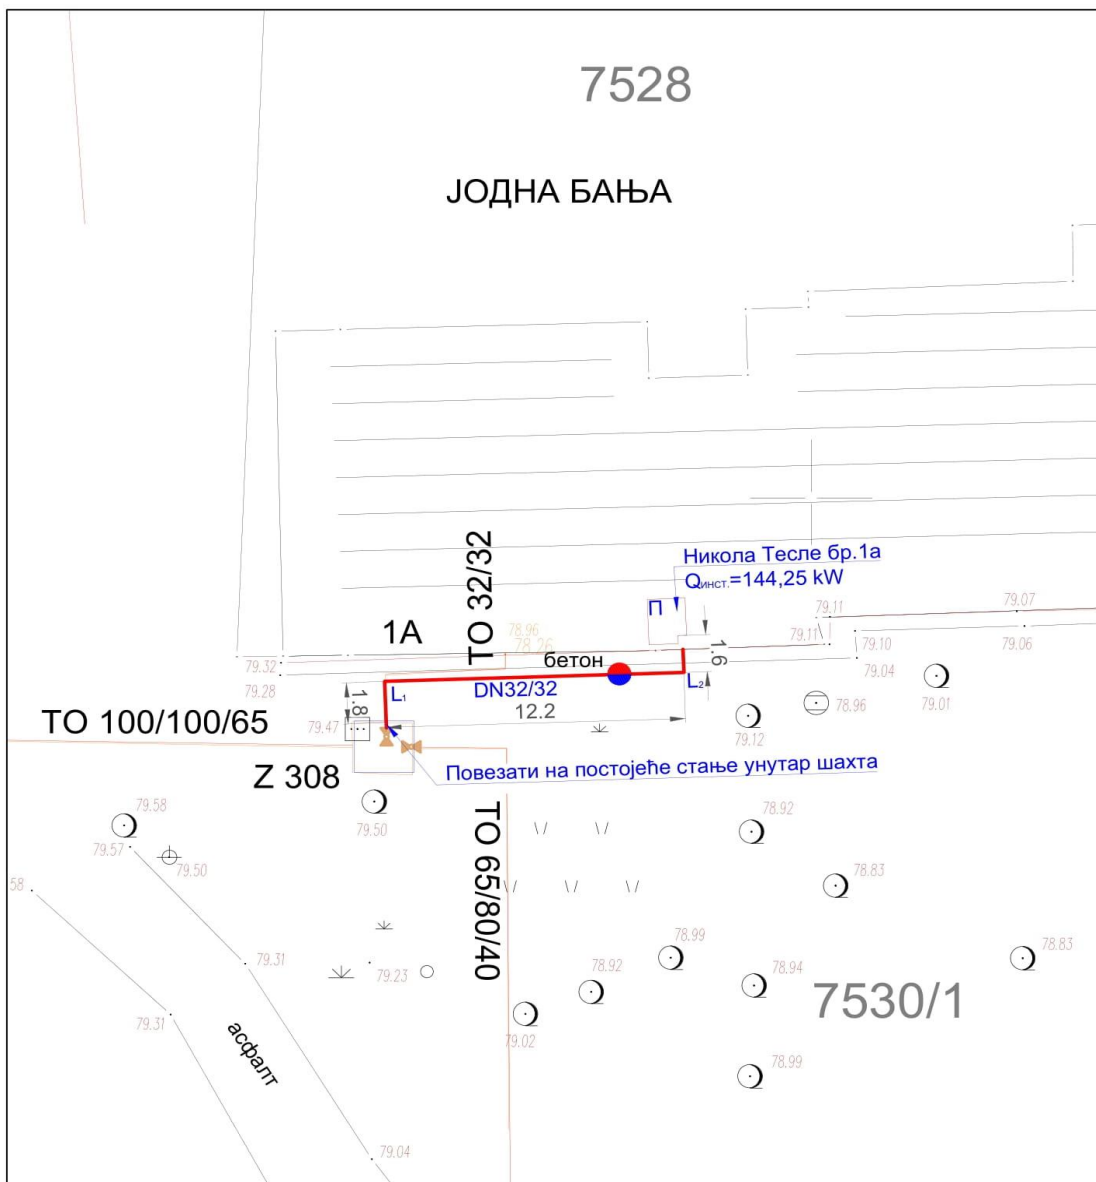 7528
ЈОДНА БАЊА
ТО 32/32
Никола Тесле бр.1а
Qинст.=144,25 kW
П
79.11
79.07
1А
78.96
78.26
79.11
79.10
79.06
бетон
1.6
79.32
79.04
79.28
L₁
DN32/32
L₂
79.01
1.8
12.2
78.96
ТО 100/100/65
79.47
79.12
Z 308
Повезати на постојеће стање унутар шахта
79.58
79.50
78.92
79.57
79.50
ТО 65/80/40
58
78.83
79.31
79.23
78.99
78.83
78.92
78.94
7530/1
79.31
79.02
асфалт
78.99
79.04